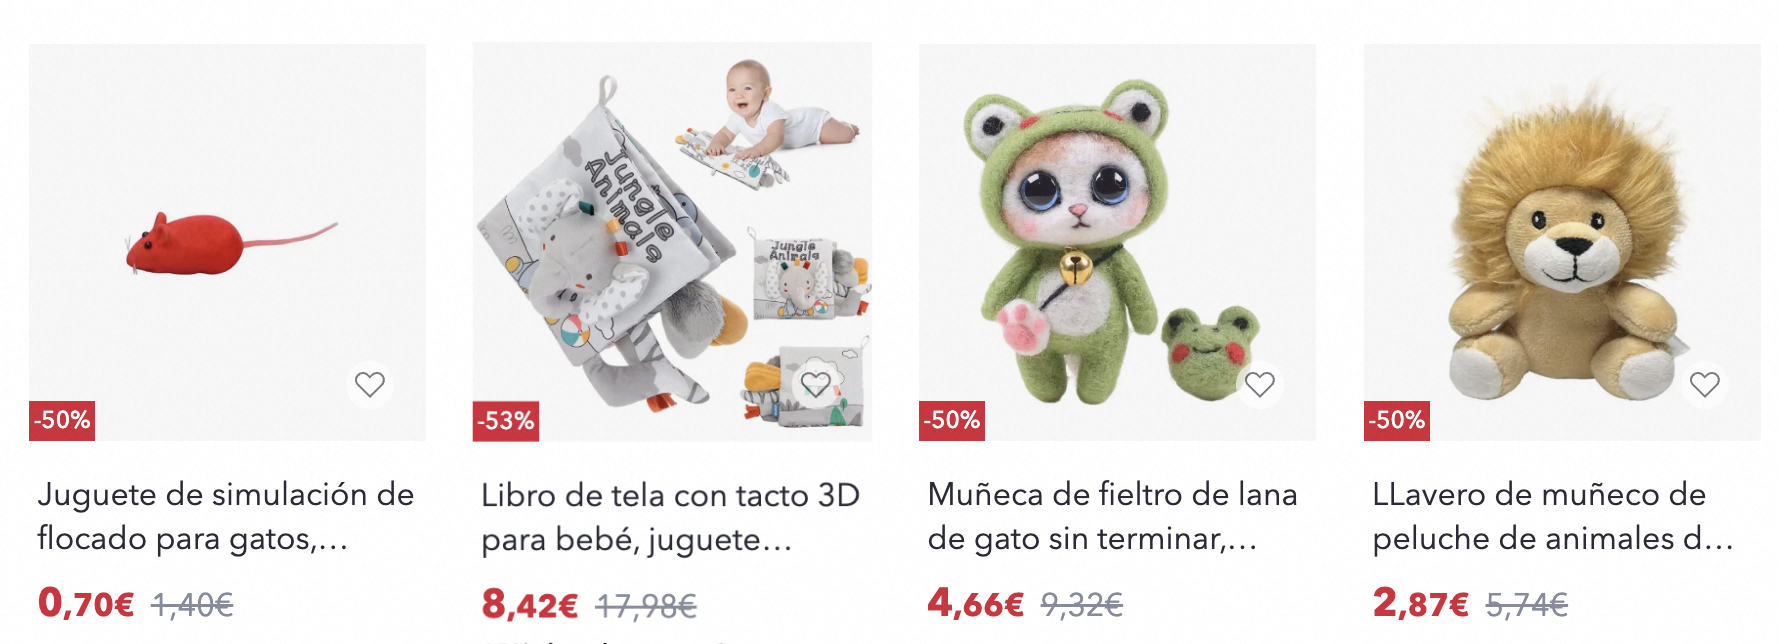 Jungle
Animals
Jungle
Animals
-50%
-53%
-50%
-50%
Juguete de simulación de
flocado para gatos,...
0,70€ 1,40€
Libro de tela con tacto 3D
para bebé, juguete...
8,42€ 17,98€
Muñeca de fieltro de lana
de gato sin terminar,...
4,66€ 9,32€
LLavero de muñeco de
peluche de animales d...
2,87€ 5,74€